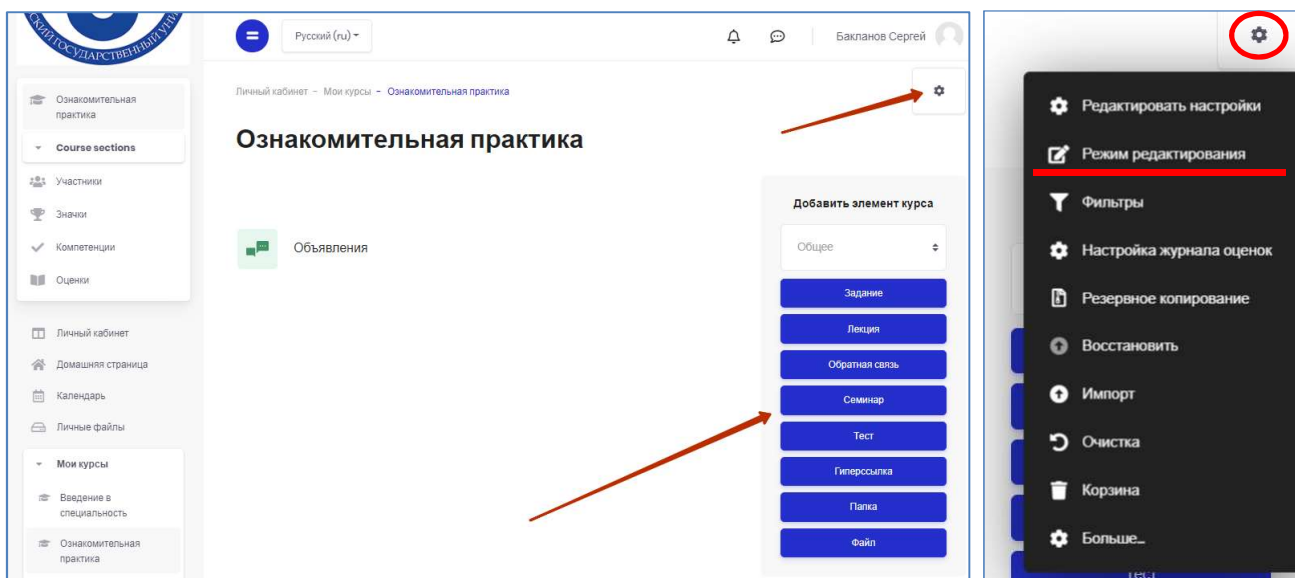 ГОСУДАРСТВЕННЫЙ
Русский (ru)
Бакланов Сергей
Личный кабинет - Мои курсы - Ознакомительная практика
Ознакомительная практика
Ознакомительная
практика
Course sections
Участники
Значки
Компетенции
Оценки
Личный кабинет
Домашняя страница
Календарь
Личные файлы
Мои курсы
Введение в
специальность
Ознакомительная
практика
Объявления
Добавить элемент курса
Общее
Задание
Лекция
Обратная связь
Семинар
Тест
Гиперссылка
Папка
Файл
Редактировать настройки
Режим редактирования
Фильтры
Настройка журнала оценок
Резервное копирование
Восстановить
Импорт
Очистка
Корзина
Больше...
Тест